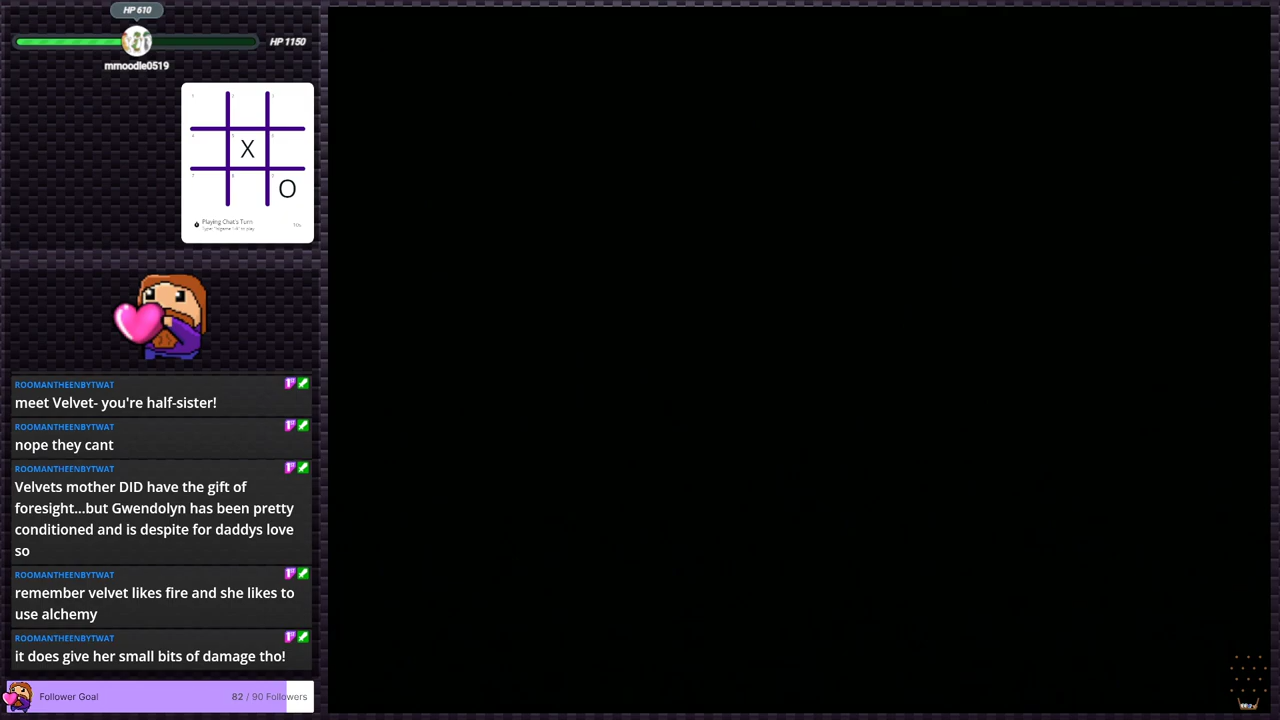 HP 610
HP 1150
mmoodle0519
X
O
Playing Chat's Turn
ROOMANTHEENBYTWAT
meet Velvet- you're half-sister!
ROOMANTHEENBYTWAT
nope they cant
ROOMANTHEENBYTWAT
Velvets mother DID have the gift of
foresight...but Gwendolyn has been pretty
conditioned and is despite for daddys love
so
ROOMANTHEENBYTWAT
remember velvet likes fire and she likes to
use alchemy
ROOMANTHEENBYTWAT
it does give her small bits of damage tho!
Follower Goal
82 / 90 Followers